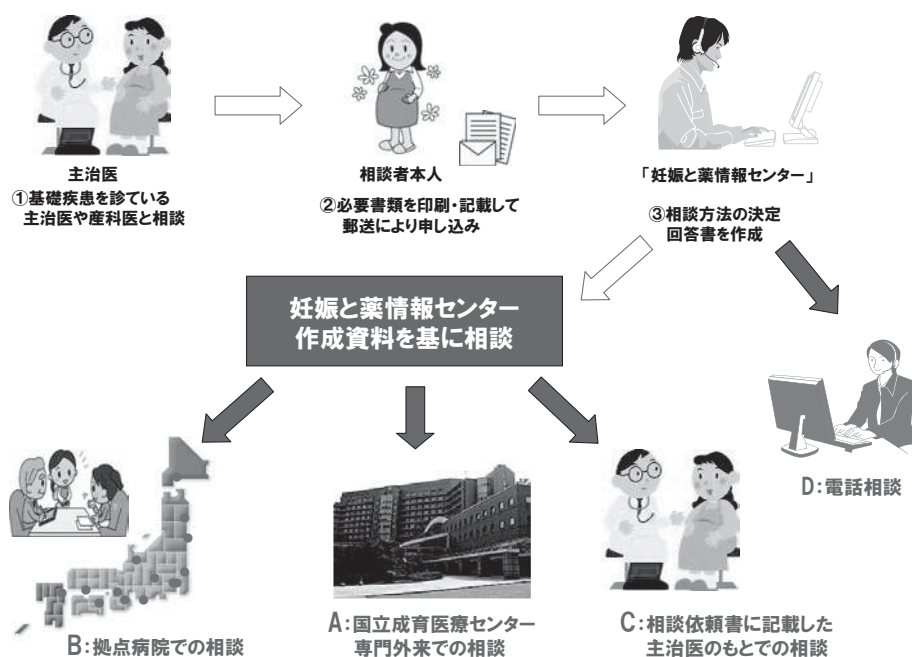 主治医
①基礎疾患を診ている
主治医や産科医と相談
相談者本人
②必要書類を印刷・記載して
郵送により申し込み
「妊娠と薬情報センター」
③相談方法の決定
回答書を作成
妊娠と薬情報センター
作成資料を基に相談
D:電話相談
B:拠点病院での相談
A:国立成育医療センター
専門外来での相談
C:相談依頼書に記載した
主治医のもとでの相談